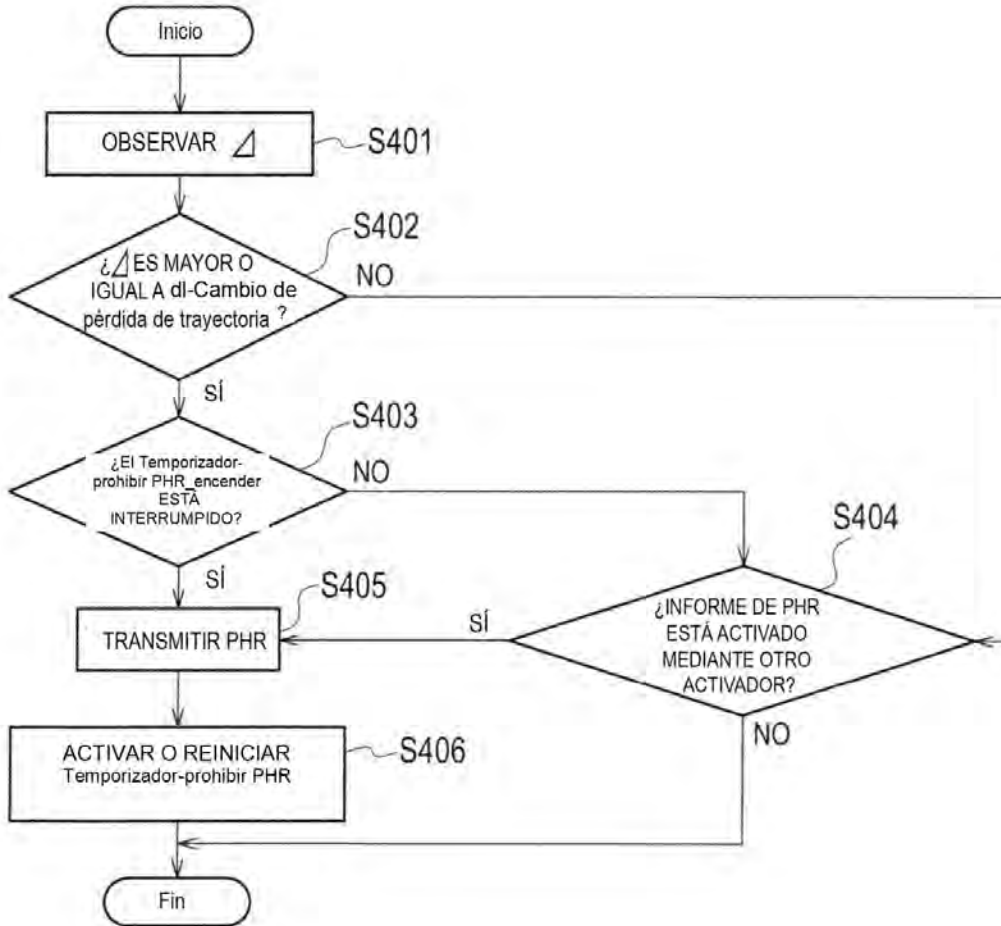 Inicio
OBSERVAR ⊿
S401
S402
¿⊿ ES MAYOR O
IGUAL A dl-Cambio de
pérdida de trayectoria ?
NO
SÍ
S403
¿El Temporizador-
prohibir PHR_encender
ESTÁ
INTERRUMPIDO?
NO
S404
SÍ
S405
¿INFORME DE PHR
ESTÁ ACTIVADO
MEDIANTE OTRO
ACTIVADOR?
SÍ
TRANSMITIR PHR
NO
S406
ACTIVAR O REINICIAR
Temporizador-prohibir PHR
Fin